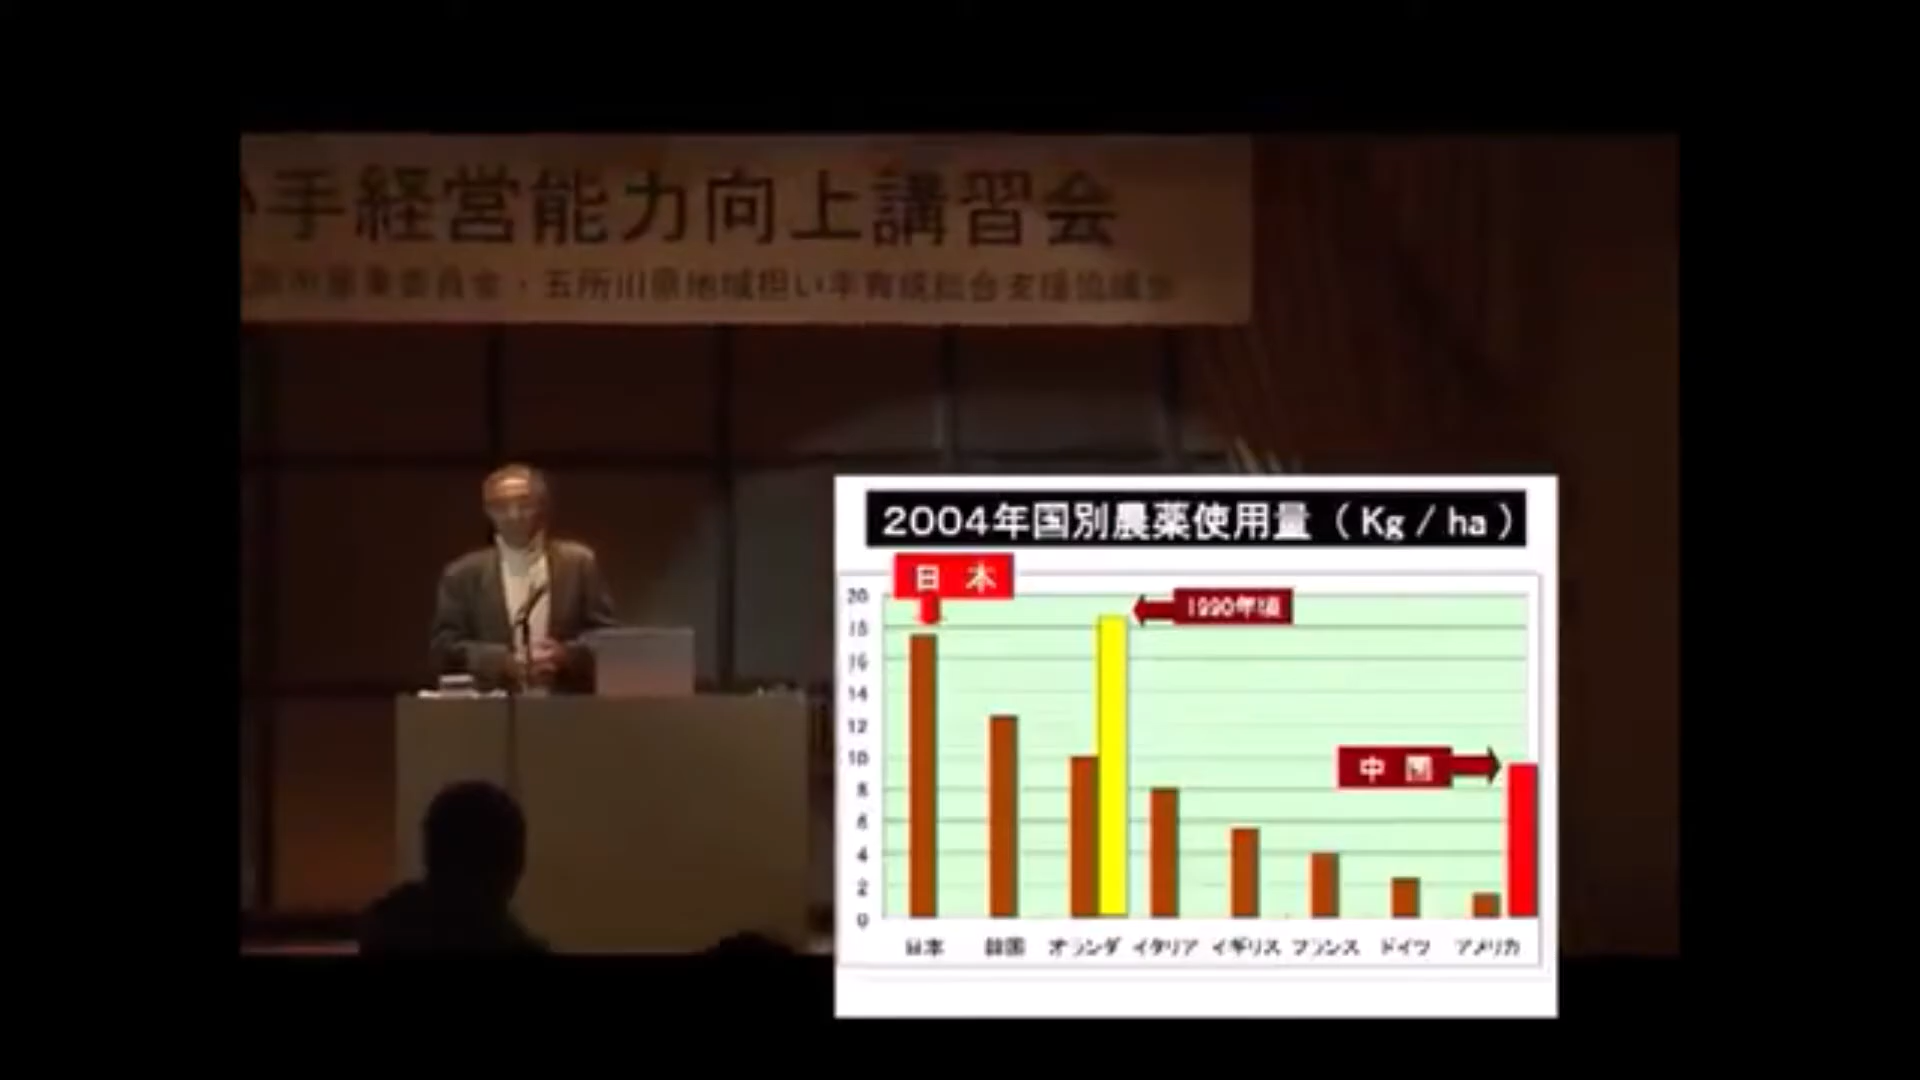 い手経営能力向上講習会
五所川原地域担い手育成総合支援協議会
2004年国別農薬使用量（Kg/ha）
日本
1990年頃
中国
20
18
16
14
12
10
8
6
4
2
0
日本 韓国 オランダ イタリア イギリス フランス ドイツ アメリカ